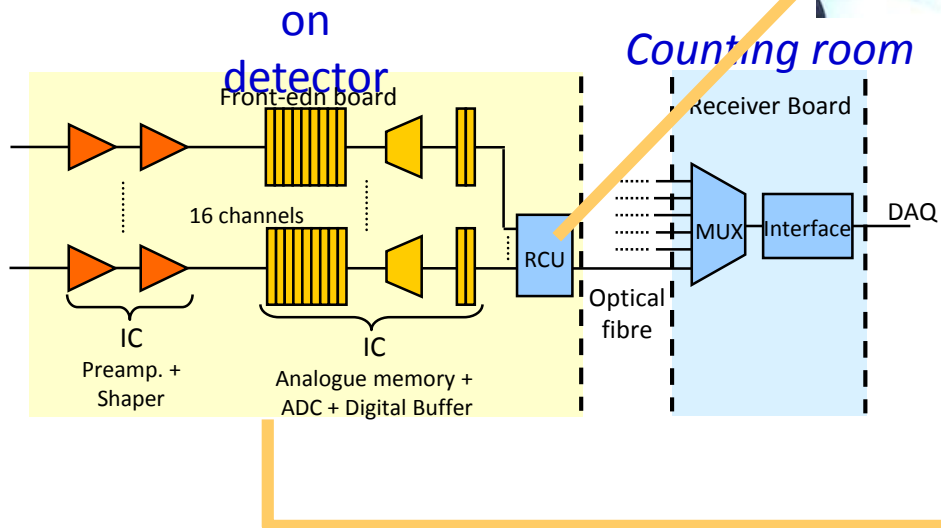 on
detector
Counting room
Front-edn board
Receiver Board
16 channels
RCU
MUX
Interface
DAQ
Optical
fibre
IC
Preamp. +
Shaper
IC
Analogue memory +
ADC + Digital Buffer